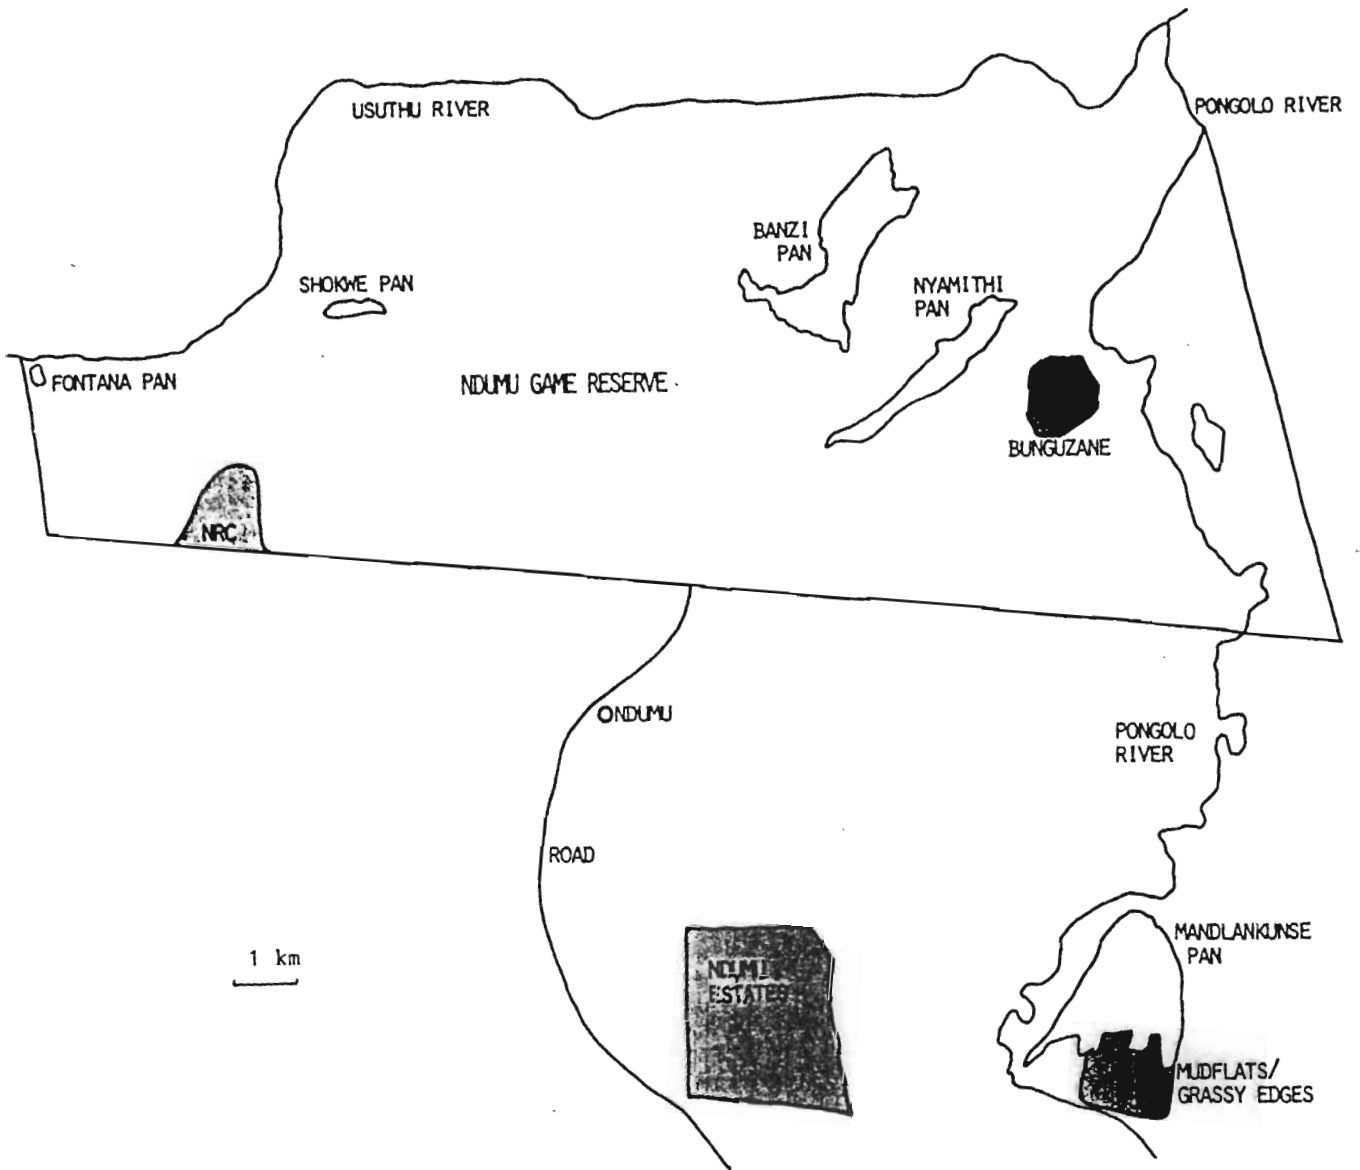 USUTHU RIVER
PONGOLO RIVER
BANZI
PAN
SHOKWE PAN
NYAMITHI
PAN
FONTANA PAN
NDUMU GAME RESERVE
BUNGUZANE
NRC
NDUMU
PONGOLO
RIVER
ROAD
MANDLANKUNSE
PAN
1 km
NDUMU
ESTATES
MUDFLATS/
GRASSY EDGES